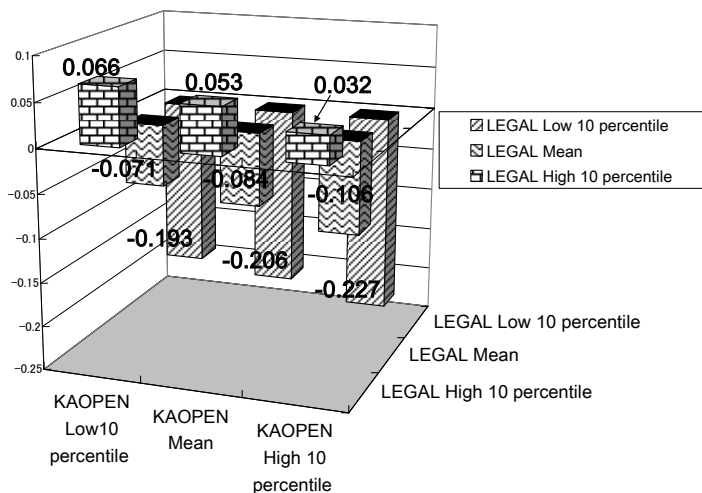 0.1
0.05
0
-0.05
-0.1
-0.15
-0.2
-0.25
0.066
0.053
0.032
-0.071
-0.084
-0.106
-0.193
-0.206
-0.227
LEGAL Low 10 percentile
LEGAL Mean
LEGAL High 10 percentile
LEGAL Low 10 percentile
LEGAL Mean
LEGAL High 10 percentile
KAOPEN
Low10
percentile
KAOPEN
Mean
KAOPEN
High 10
percentile